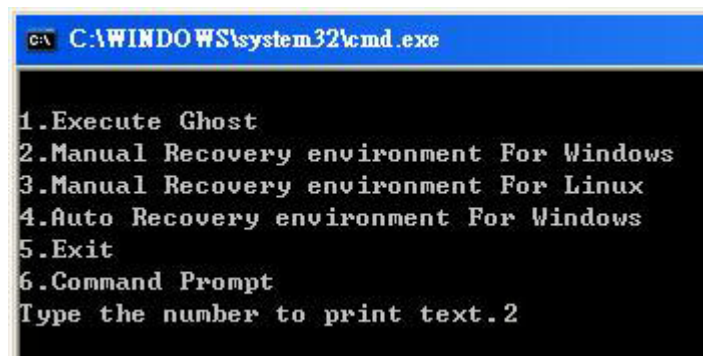 C:\WINDOWS\system32\cmd.exe
1.Execute Ghost
2.Manual Recovery environment For Windows
3.Manual Recovery environment For Linux
4.Auto Recovery environment For Windows
5.Exit
6.Command Prompt
Type the number to print text.2